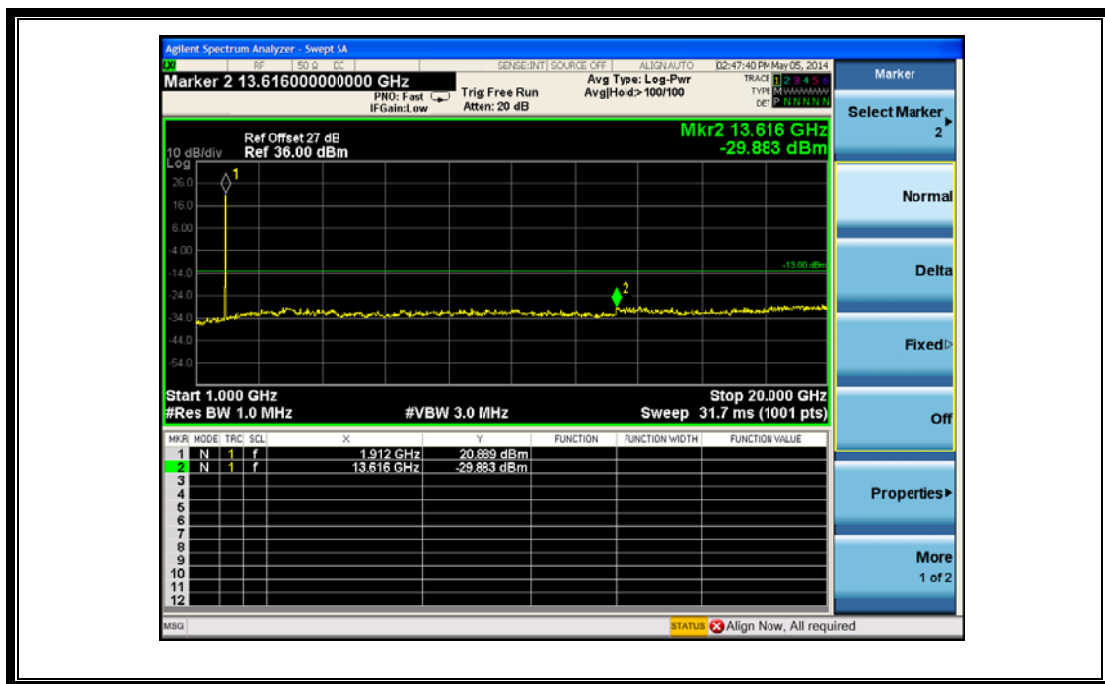 Agilent Spectrum Analyzer - Swept SA
RF 50 Ω DC SENSE:INT SOURCE OFF ALIGN AUTO 02:47:40 PM May 05, 2014
Marker 2 13.616000000000 GHz
PNO: Fast
IFGain:Low
Trig: Free Run
Atten: 20 dB
Avg Type: Log-Pwr
Avg|Hold:> 100/100
TRACE 1 2 3 4 5 6
TYPE M WWWWW
DET P N N N N N
Ref Offset 27 dB
10 dB/div Ref 36.00 dBm
Mkr2 13.616 GHz
-29.883 dBm
Log
26.0
16.0
6.00
-4.00
-14.0
-24.0
-34.0
-44.0
-54.0
1
2
-13.00 dBm
Start 1.000 GHz
#Res BW 1.0 MHz
#VBW 3.0 MHz
Stop 20.000 GHz
Sweep 31.7 ms (1001 pts)
MKR MODE TRC SCL X Y FUNCTION FUNCTION WIDTH FUNCTION VALUE
1 N 1 f 1.912 GHz 20.889 dBm
2 N 1 f 13.616 GHz -29.883 dBm
3
4
5
6
7
8
9
10
11
12
MSG
STATUS Align Now, All required
Marker
Select Marker
2
Normal
Delta
Fixed
Off
Properties
More
1 of 2